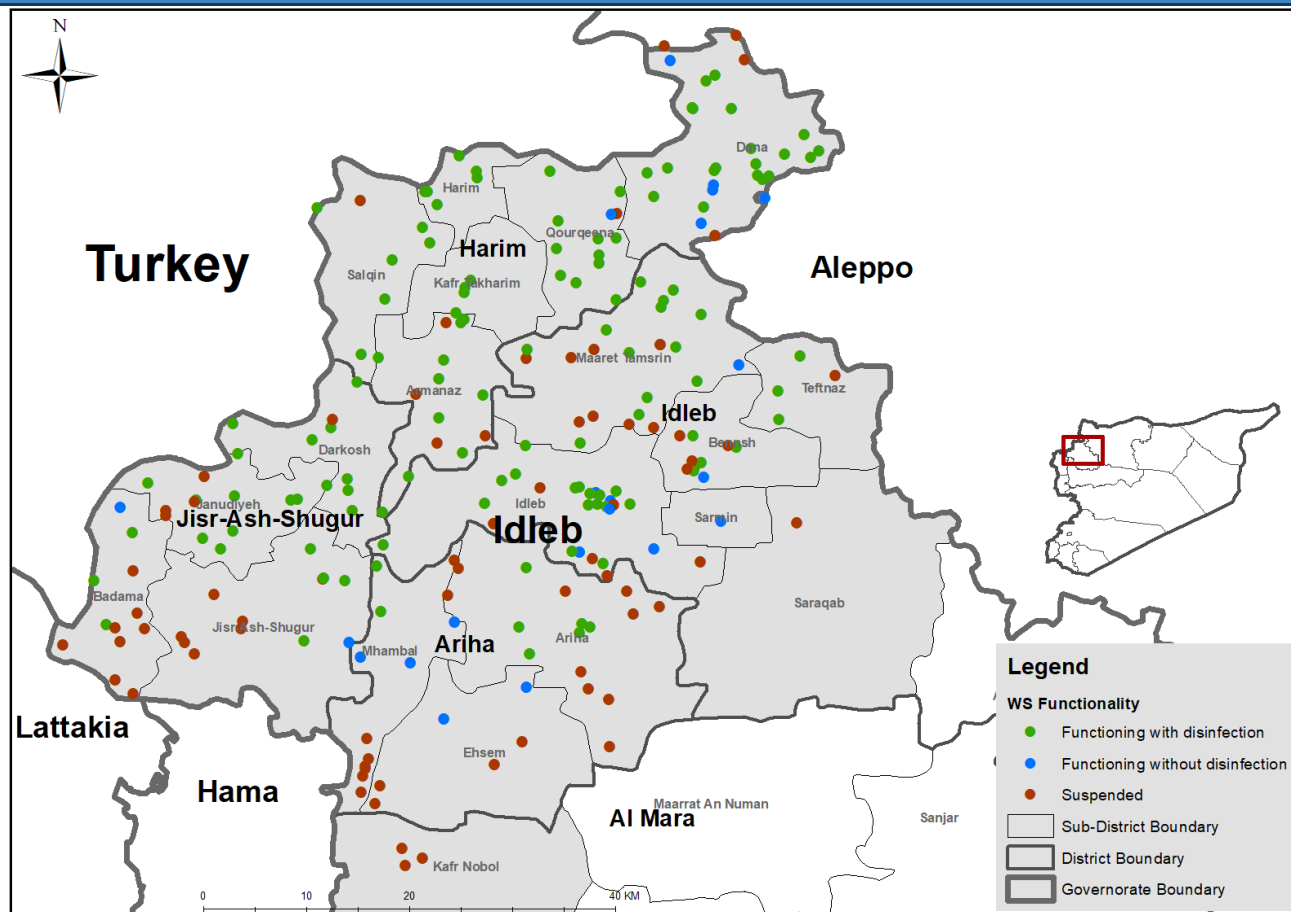 N
Dana
Harim
Qourqeena
Harim
Turkey
Aleppo
Salqin
Kafr Takharim
Maaret Tamsrin
Teftnaz
Armanaz
Idleb
Bennsh
Darkosh
Janudiyeh
Jisr-Ash-Shugur
Idleb
Idleb
Sarmin
Badama
Saraqab
Jisr-Ash-Shugur
Ariha
Ariha
Mhambal
Lattakia
Ehsem
Hama
Maarrat An Numan
Al Mara
Sanjar
Kafr Nobol
0 10 20 40 KM
Legend
WS Functionality
Functioning with disinfection
Functioning without disinfection
Suspended
Sub-District Boundary
District Boundary
Governorate Boundary